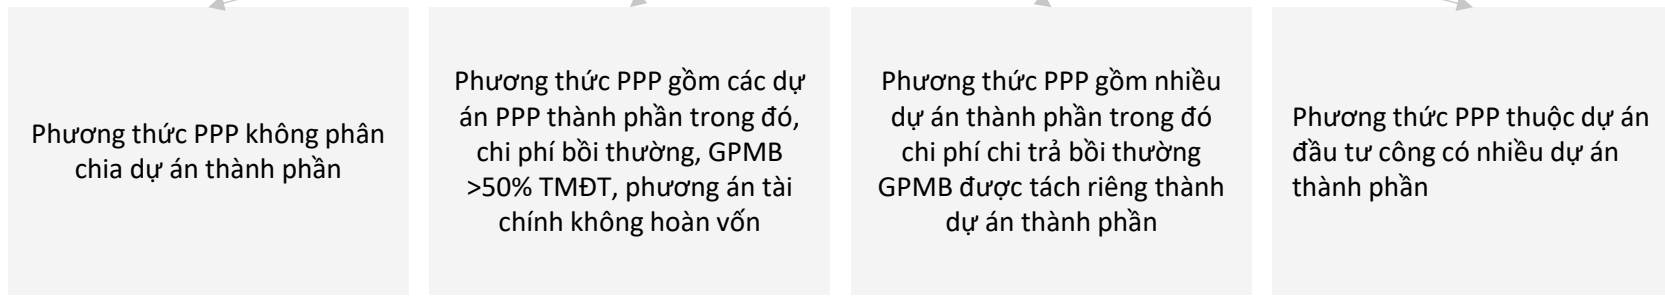 Phương thức PPP không phân
chia dự án thành phần
Phương thức PPP gồm các dự
án PPP thành phần trong đó,
chi phí bồi thường, GPMB
>50% TMĐT, phương án tài
chính không hoàn vốn
Phương thức PPP gồm nhiều
dự án thành phần trong đó
chi phí chi trả bồi thường
GPMB được tách riêng thành
dự án thành phần
Phương thức PPP thuộc dự án
đầu tư công có nhiều dự án
thành phần